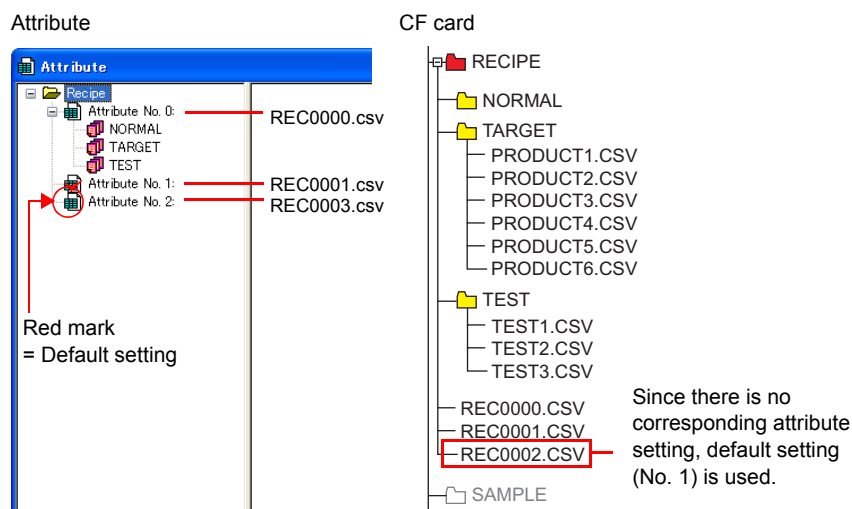 Attribute
CF card
Attribute
Recipe
Attribute No. 0:
NORMAL
TARGET
TEST
Attribute No. 1:
Attribute No. 2:
REC0000.csv
REC0001.csv
REC0003.csv
Red mark
= Default setting
RECIPE
NORMAL
TARGET
PRODUCT1.CSV
PRODUCT2.CSV
PRODUCT3.CSV
PRODUCT4.CSV
PRODUCT5.CSV
PRODUCT6.CSV
TEST
TEST1.CSV
TEST2.CSV
TEST3.CSV
REC0000.CSV
REC0001.CSV
REC0002.CSV
SAMPLE
Since there is no
corresponding attribute
setting, default setting
(No. 1) is used.